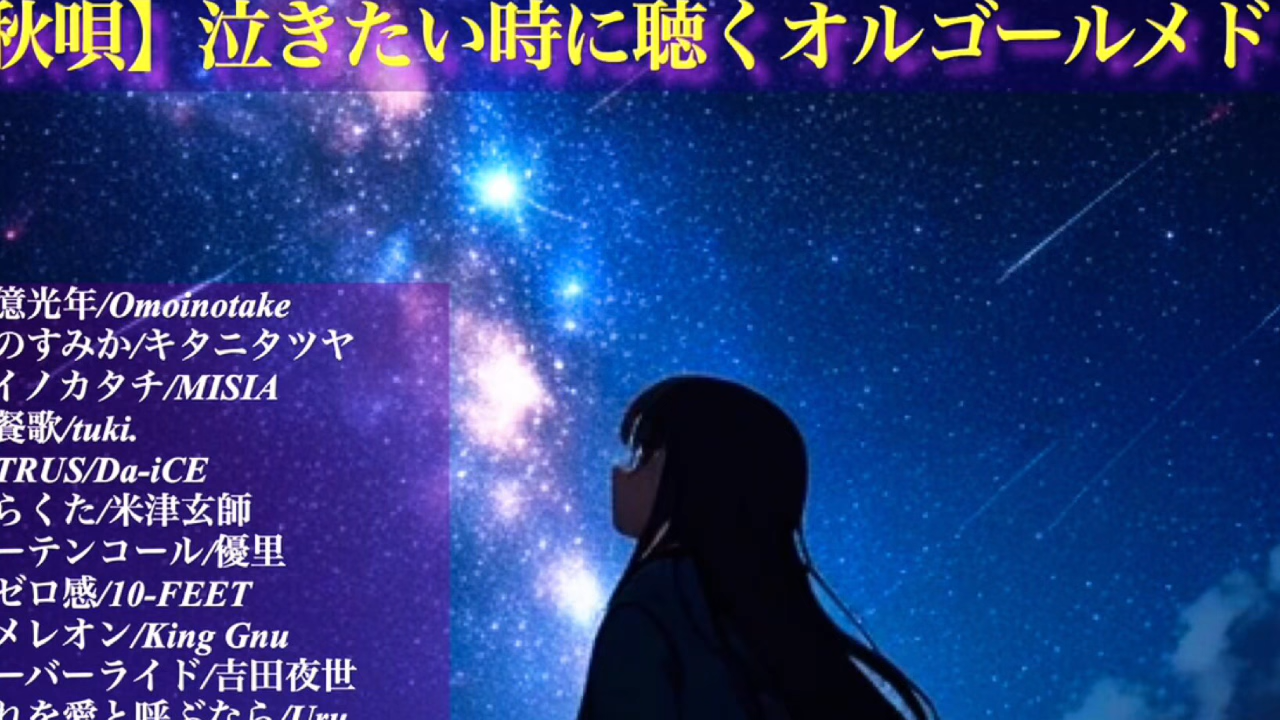 秋唄】泣きたい時に聴くオルゴールメド
億光年/Omoinotake
のすみか/キタニタツヤ
イノカタチ/MISIA
餐歌/tuki.
TRUS/Da-iCE
らくた/米津玄師
ーテンコール/優里
ゼロ感/10-FEET
メレオン/King Gnu
ーバーライド/吉田夜世
れを愛と呼ぶなら/Uru